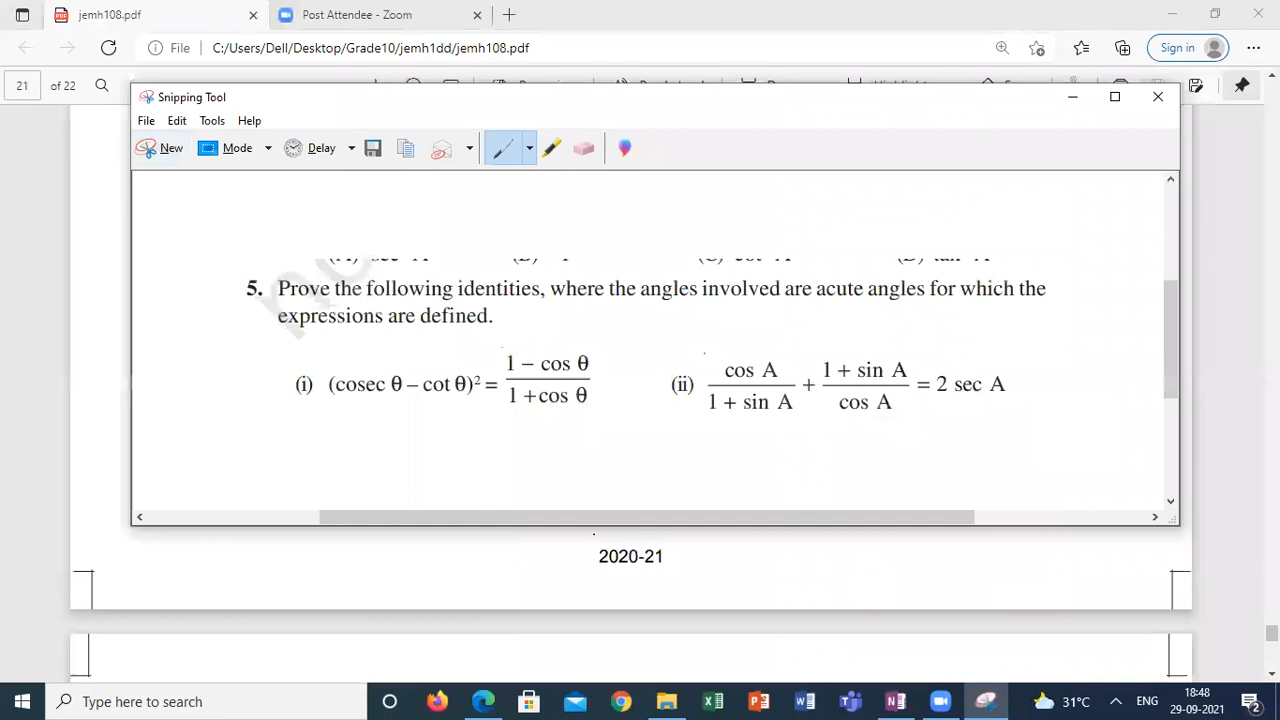 jemh108.pdf
Post Attendee - Zoom
File C:/Users/Dell/Desktop/Grade10/jemh1dd/jemh108.pdf
Sign in
21 of 22
Snipping Tool
File Edit Tools Help
New Mode Delay
5. Prove the following identities, where the angles involved are acute angles for which the
expressions are defined.
(i) (cosec θ – cot θ)² = (1 – cos θ)/(1 + cos θ)
(ii) cos A/(1 + sin A) + (1 + sin A)/cos A = 2 sec A
2020-21
Type here to search
31°C
ENG
18:48
29-09-2021
2